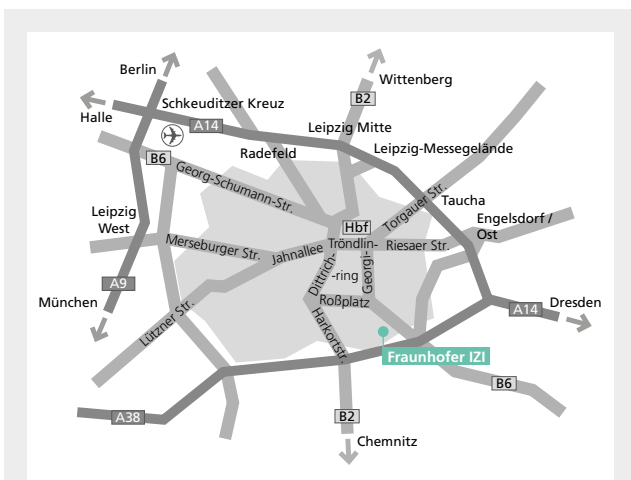 Berlin
Wittenberg
B2
Halle
Schkeuditzer Kreuz
A14
Leipzig Mitte
Leipzig-Messegelände
Radefeld
B6
Georg-Schumann-Str.
Torgauer Str.
Taucha
Leipzig
West
Hbf
Engelsdorf /
Ost
Merseburger Str.
Jahnallee
Tröndlin-
Riesaer Str.
Dittrich-
-ring
Georgi-
A9
München
Roßplatz
Lützner Str.
Harkortstr.
A14
Dresden
Fraunhofer IZI
B6
A38
B2
Chemnitz